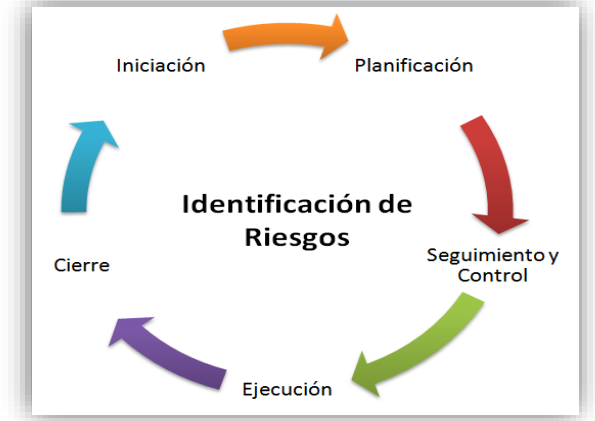 Iniciación
Planificación
Identificación de
Riesgos
Seguimiento y
Control
Cierre
Ejecución